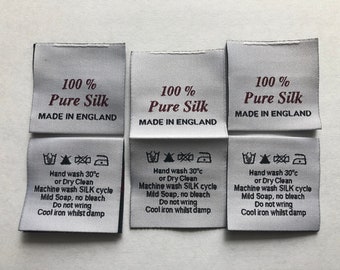 100 %
Pure Silk
MADE IN ENGLAND
Hand wash 30°c
or Dry Clean
Machine wash SILK cycle
Mild Soap, no bleach
Do not wring
Cool iron whilst damp
100 %
Pure Silk
MADE IN ENGLAND
Hand wash 30°c
or Dry Clean
Machine wash SILK cycle
Mild Soap, no bleach
Do not wring
Cool iron whilst damp
100 %
Pure Silk
MADE IN ENGLAND
Hand wash 30°c
or Dry Clean
Machine wash SILK cycle
Mild Soap, no bleach
Do not wring
Cool iron whilst damp